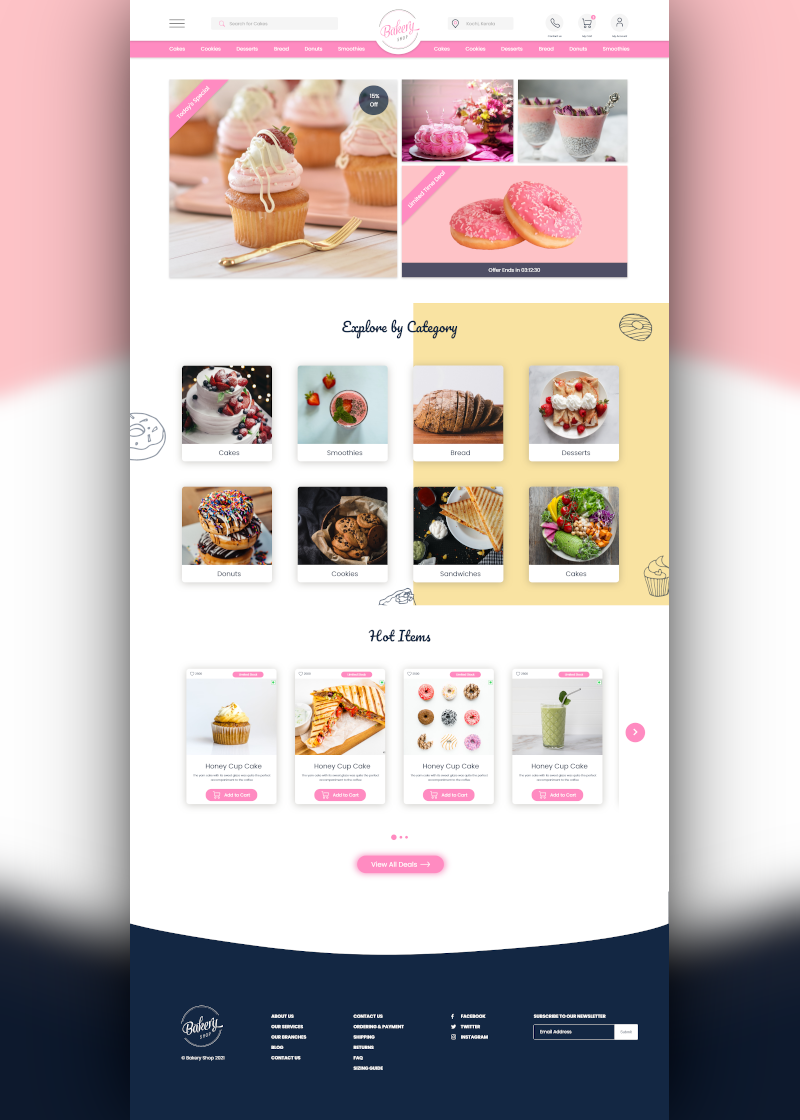 Search for Cakes
Bakery
SHOP
Kochi, Kerala
Cakes Cookies Desserts Bread Donuts Smoothies
Cakes Cookies Desserts Bread Donuts Smoothies
Today's Special
15%
Off
Limited Time Deal
Offer Ends In 03:12:30
Explore by Category
Cakes
Smoothies
Bread
Desserts
Donuts
Cookies
Sandwiches
Cakes
Hot Items
Honey Cup Cake
Add to Cart
Honey Cup Cake
Add to Cart
Honey Cup Cake
Add to Cart
Honey Cup Cake
Add to Cart
View All Deals
Bakery
SHOP
© Bakery Shop 2021
ABOUT US
OUR SERVICES
OUR BRANCHES
BLOG
CONTACT US
CONTACT US
ORDERING & PAYMENT
SHIPPING
RETURNS
FAQ
SIZING GUIDE
FACEBOOK
TWITTER
INSTAGRAM
SUBSCRIBE TO OUR NEWSLETTER
Email Address
Submit